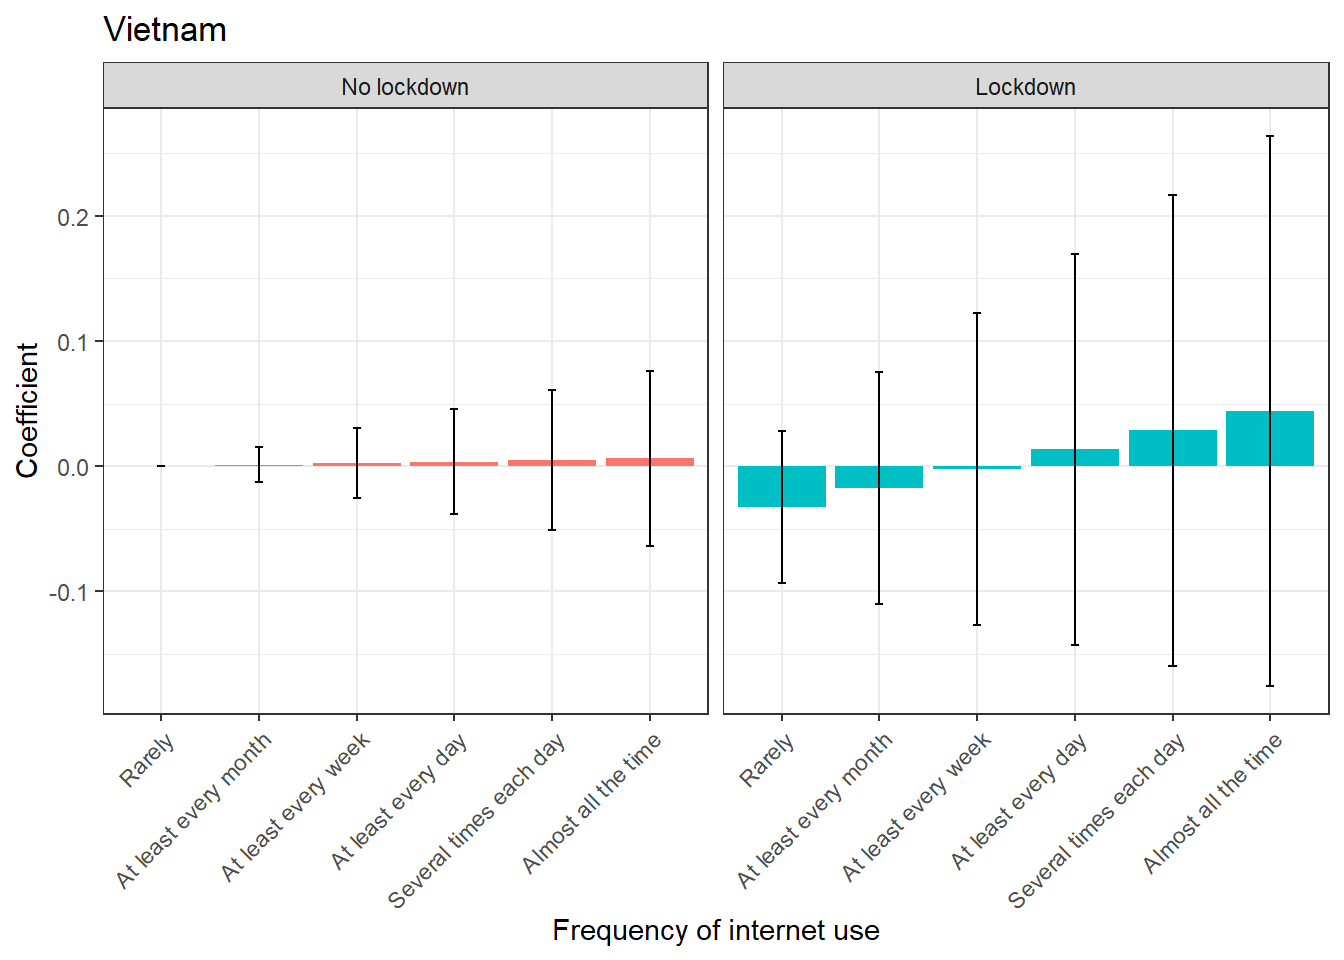 Vietnam
No lockdown
Lockdown
Coefficient
0.2
0.1
0.0
-0.1
Rarely
At least every month
At least every week
At least every day
Several times each day
Almost all the time
Rarely
At least every month
At least every week
At least every day
Several times each day
Almost all the time
Frequency of internet use